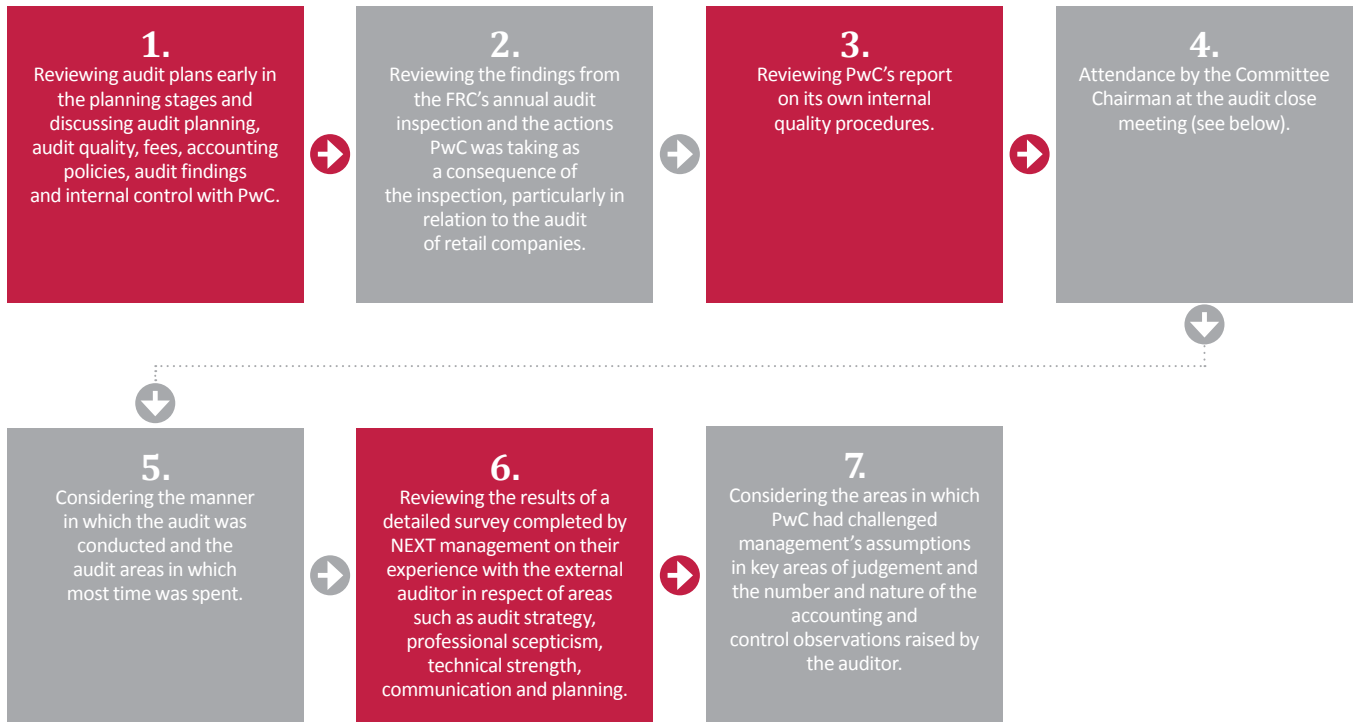 1.
Reviewing audit plans early in
the planning stages and
discussing audit planning,
audit quality, fees, accounting
policies, audit findings
and internal control with PwC.
2.
Reviewing the findings from
the FRC's annual audit
inspection and the actions
PwC was taking as
a consequence of
the inspection, particularly in
relation to the audit
of retail companies.
3.
Reviewing PwC's report
on its own internal
quality procedures.
4.
Attendance by the Committee
Chairman at the audit close
meeting (see below).
5.
Considering the manner
in which the audit was
conducted and the
audit areas in which
most time was spent.
6.
Reviewing the results of a
detailed survey completed by
NEXT management on their
experience with the external
auditor in respect of areas
such as audit strategy,
professional scepticism,
technical strength,
communication and planning.
7.
Considering the areas in which
PwC had challenged
management's assumptions
in key areas of judgement and
the number and nature of the
accounting and
control observations raised by
the auditor.